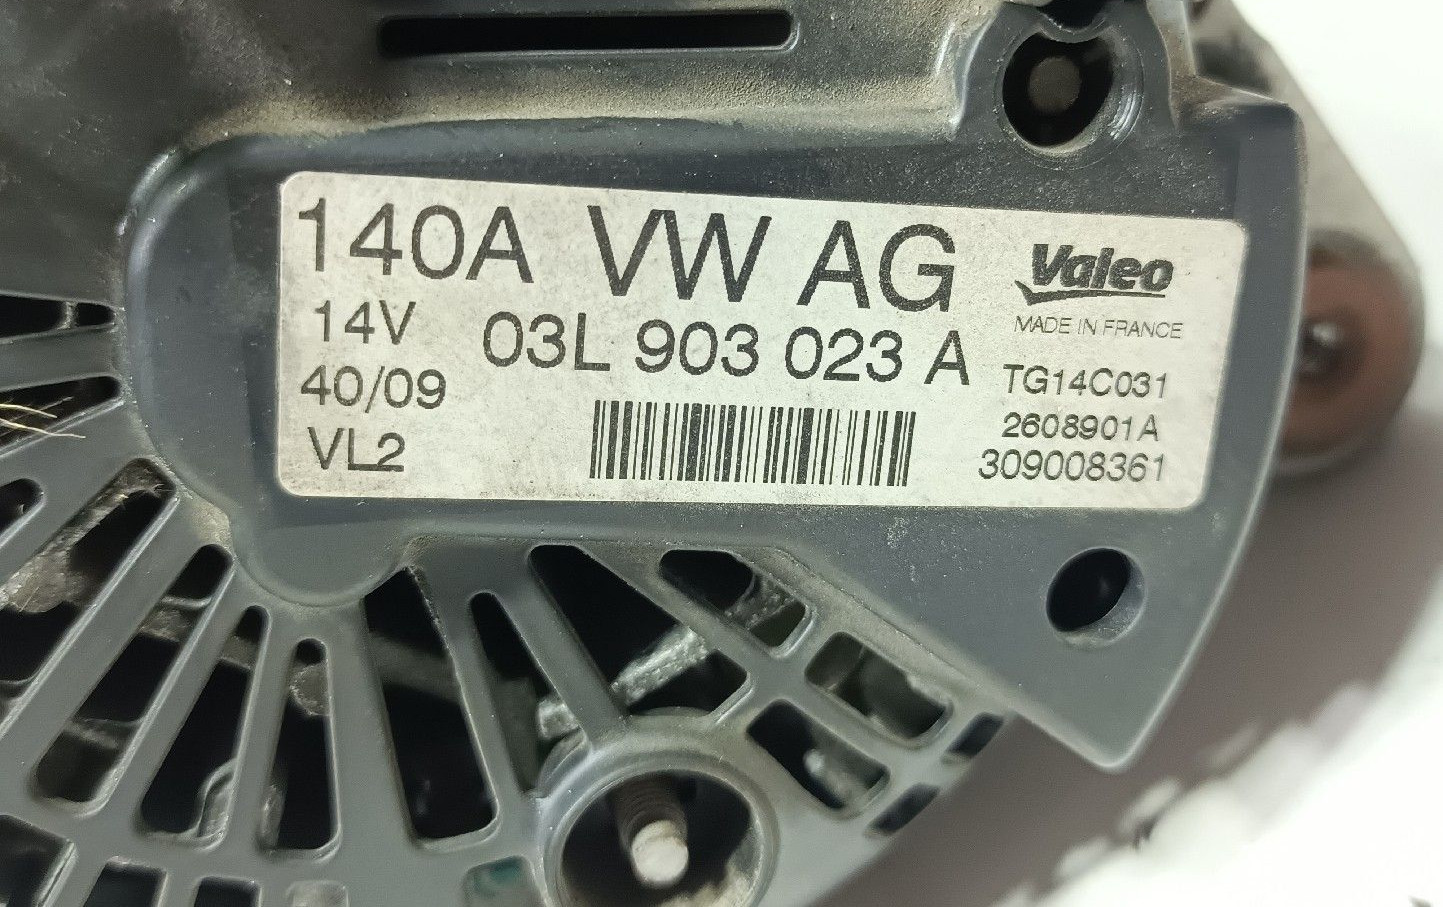 140A VW AG
14V 03L 903 023 A
40/09
VL2
Valeo
MADE IN FRANCE
TG14C031
2608901A
309008361